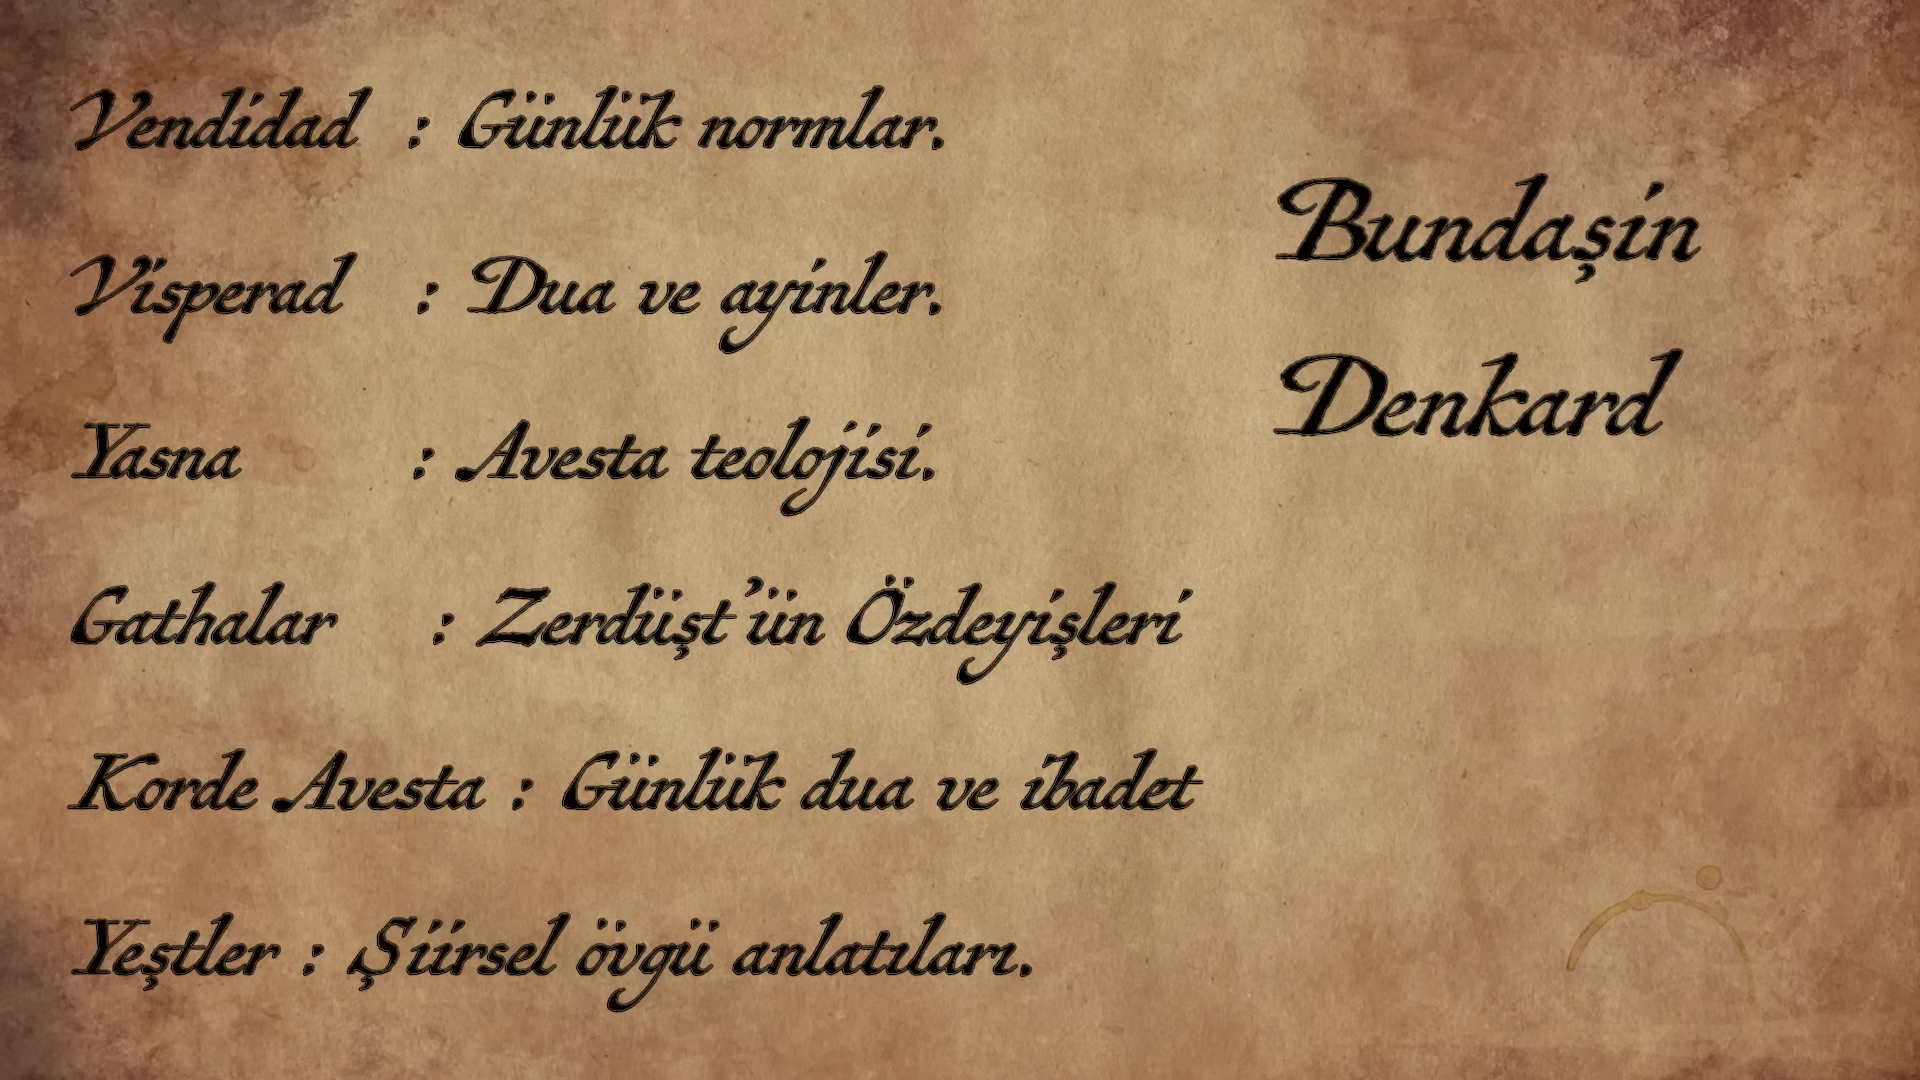 Vendidad : Günlük normlar.
Visperad : Dua ve ayinler.
Yasna : Avesta teolojisi.
Gathalar : Zerdüşt'ün Özdeyişleri
Korde Avesta : Günlük dua ve ibadet
Yeştler : Şiirsel övgü anlatıları.
Bundaşin
Denkard